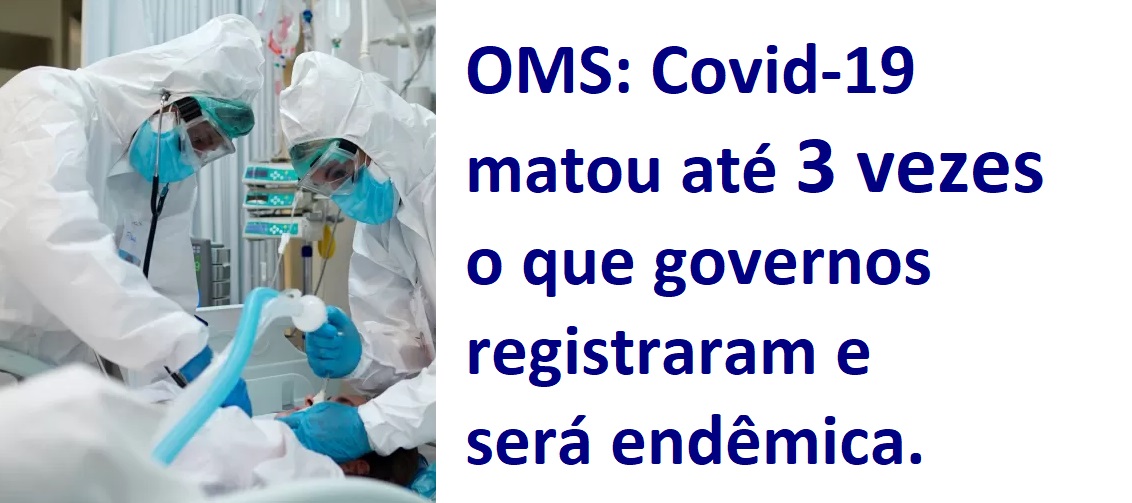 OMS: Covid-19
matou até 3 vezes
o que governos
registraram e
será endêmica.